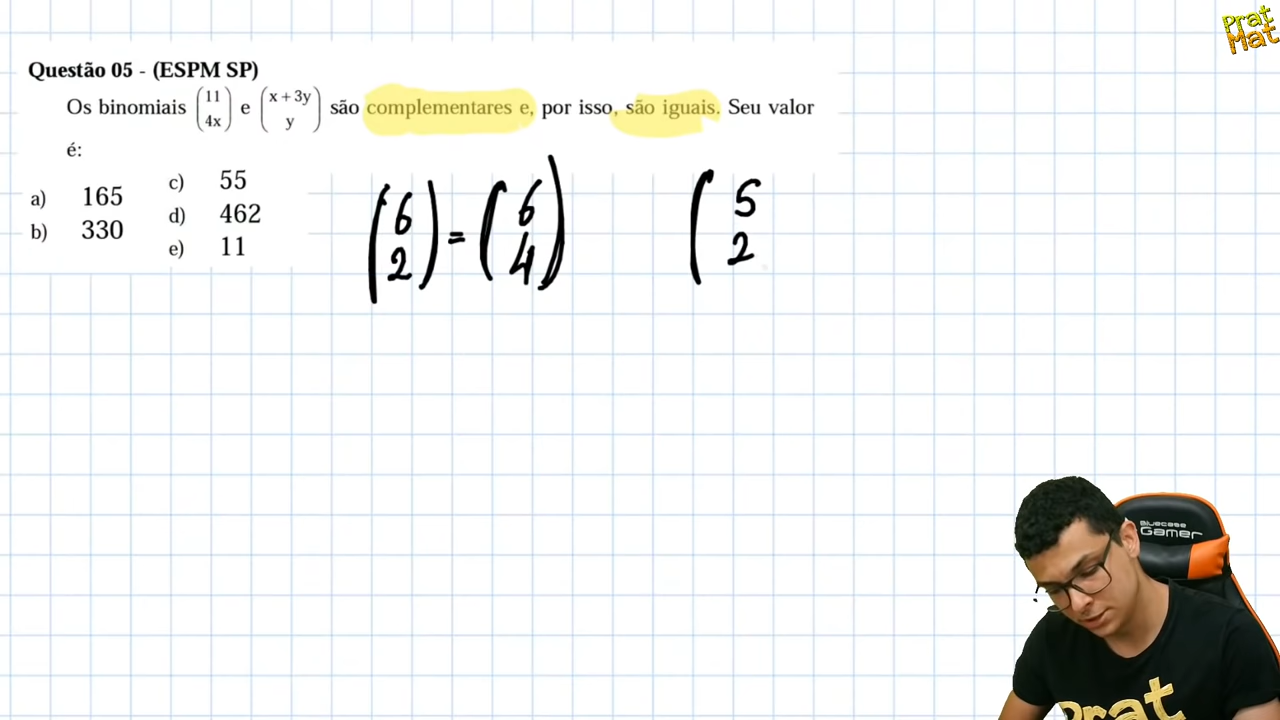 Prat
Mat
Questão 05 - (ESPM SP)
Os binomiais (11 4x) e (x + 3y y) são complementares e, por isso, são iguais. Seu valor
é:
a) 165
b) 330
c) 55
d) 462
e) 11
(6 2) = (6 4)
(5 2
BLUECASE
Gamer
Prat